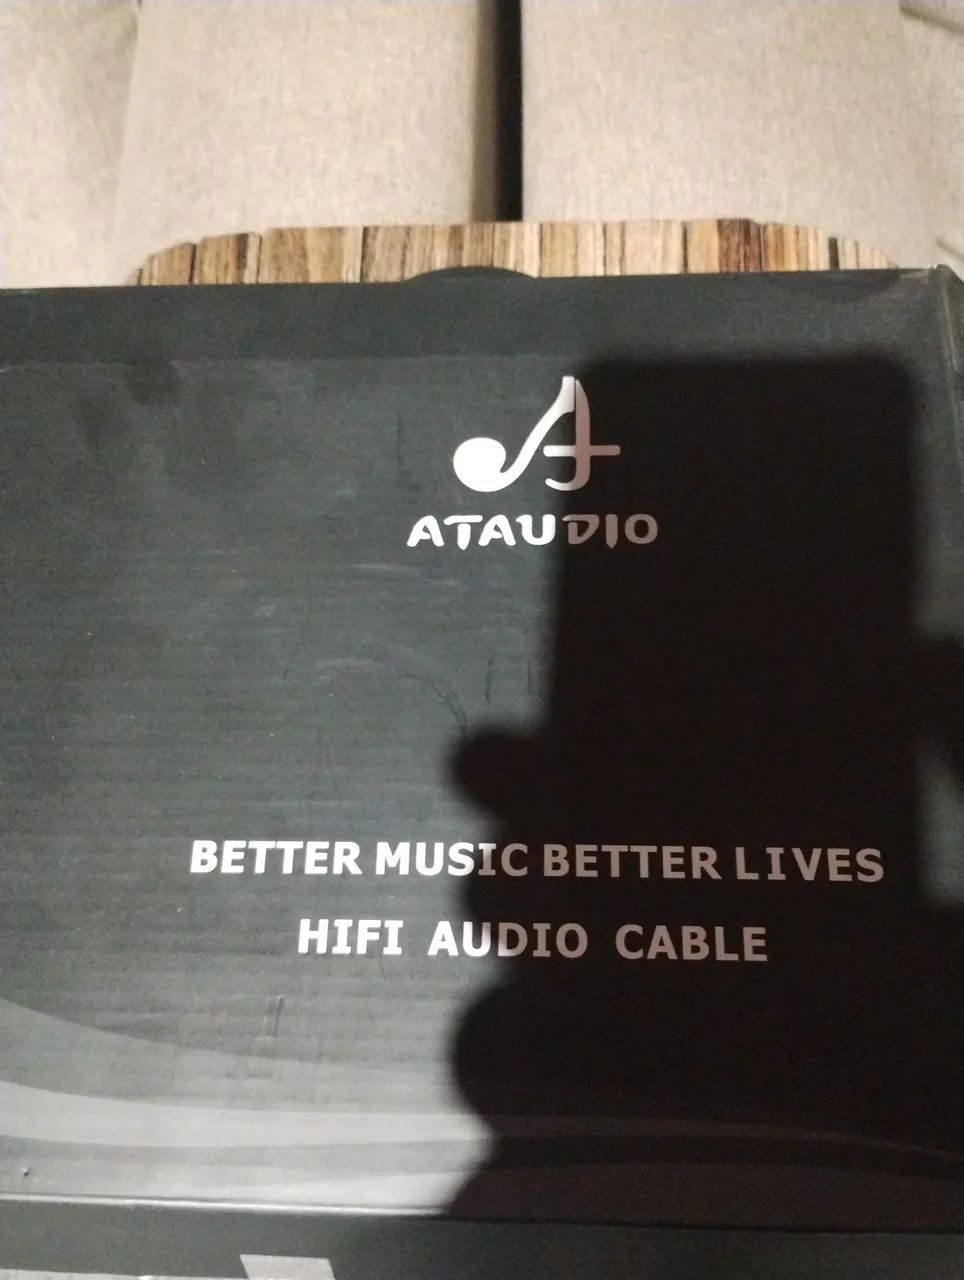 ATAUDIO
BETTER MUSIC BETTER LIVES
HIFI AUDIO CABLE